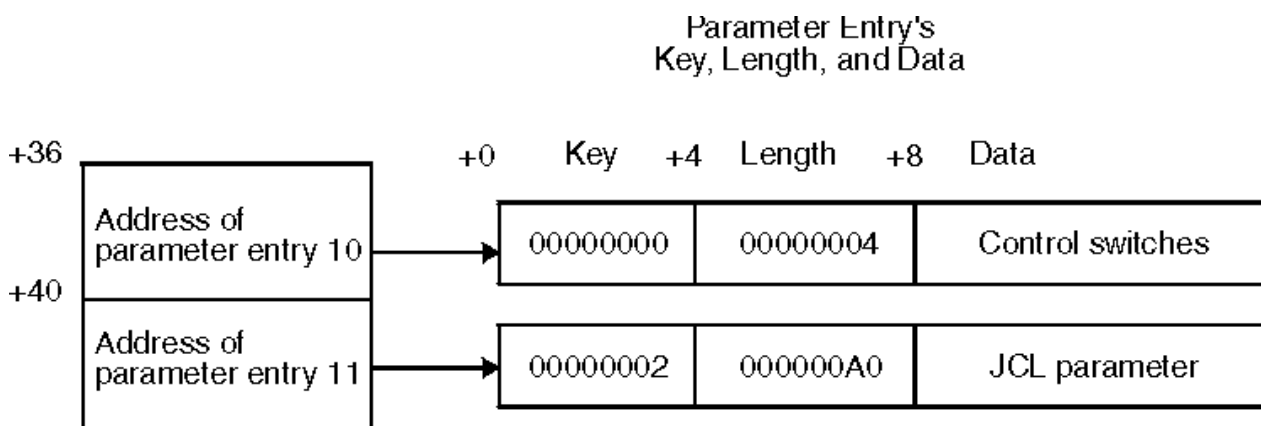 Parameter Entry's
Key, Length, and Data
+36
+0 Key +4 Length +8 Data
Address of
parameter entry 10
00000000 00000004 Control switches
+40
Address of
parameter entry 11
00000002 000000A0 JCL parameter